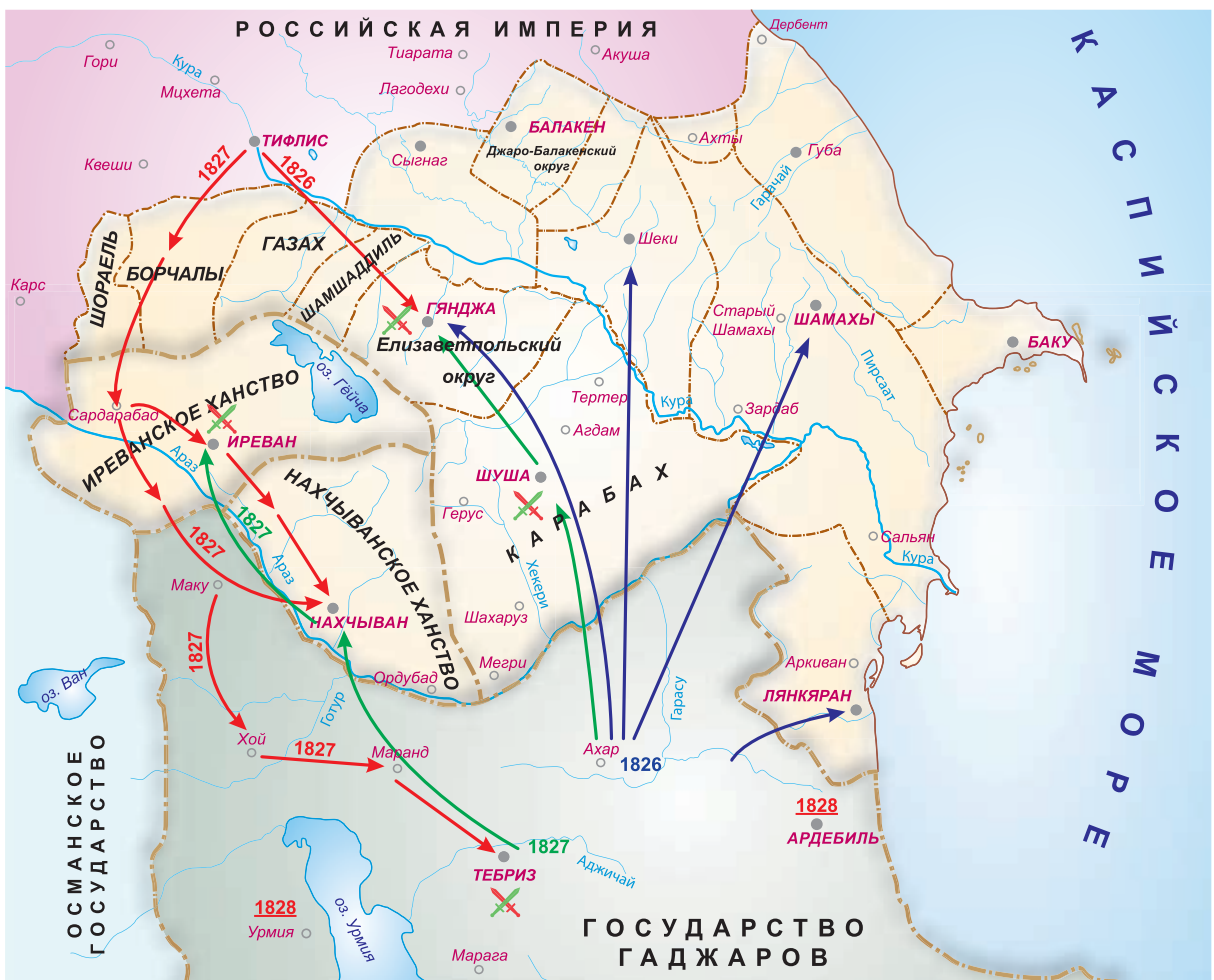 РОССИЙСКАЯ ИМПЕРИЯ
Дербент
Гори
Кура
Мцхета
Тиарата
Акуша
Лагодехи
КАСПИЙСКОЕ МОРЕ
ТИФЛИС
БАЛАКЕН
Джаро-Балакенский
округ
Ахты
Губа
Квеши
1827
1826
Сыгнаг
Гарачай
ШОРАЕЛЬ
БОРЧАЛЫ
ГАЗАХ
ШАМШАДДИЛЬ
Шеки
Карс
ГЯНДЖА
Елизаветпольский
округ
Старый
Шамахы
ШАМАХЫ
БАКУ
оз. Гёйча
Пирсаат
ИРЕВАНСКОЕ ХАНСТВО
Сардарабад
ИРЕВАН
Араз
Тертер
Кура
Зардаб
Агдам
НАХЧЫВАНСКОЕ ХАНСТВО
ШУША
КАРАБАХ
Герус
1827
1827
Араз
Хекери
Сальян
Кура
Маку
НАХЧЫВАН
Шахаруз
1827
Мегри
Ордубад
Аркиван
ЛЯНКЯРАН
оз. Ван
Готур
Гарасу
Хой
1827
Маранд
Ахар
1826
ОСМАНСКОЕ
ГОСУДАРСТВО
1828
АРДЕБИЛЬ
1827
ТЕБРИЗ
Аджичай
1828
Урмия
оз. Урмия
Марага
ГОСУДАРСТВО
ГАДЖАРОВ